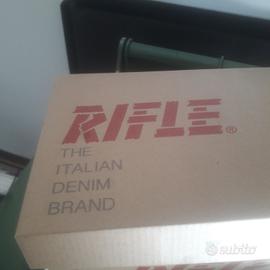 RIFLE®
THE
ITALIAN
DENIM
BRAND
subito